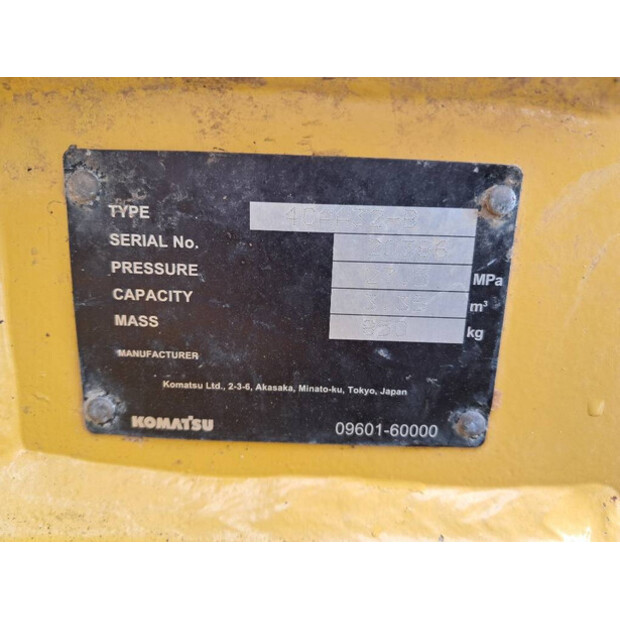 TYPE
SERIAL No.
PRESSURE MPa
CAPACITY m³
MASS 950 kg
MANUFACTURER
Komatsu Ltd., 2-3-6, Akasaka, Minato-ku, Tokyo, Japan
KOMATSU 09601-60000